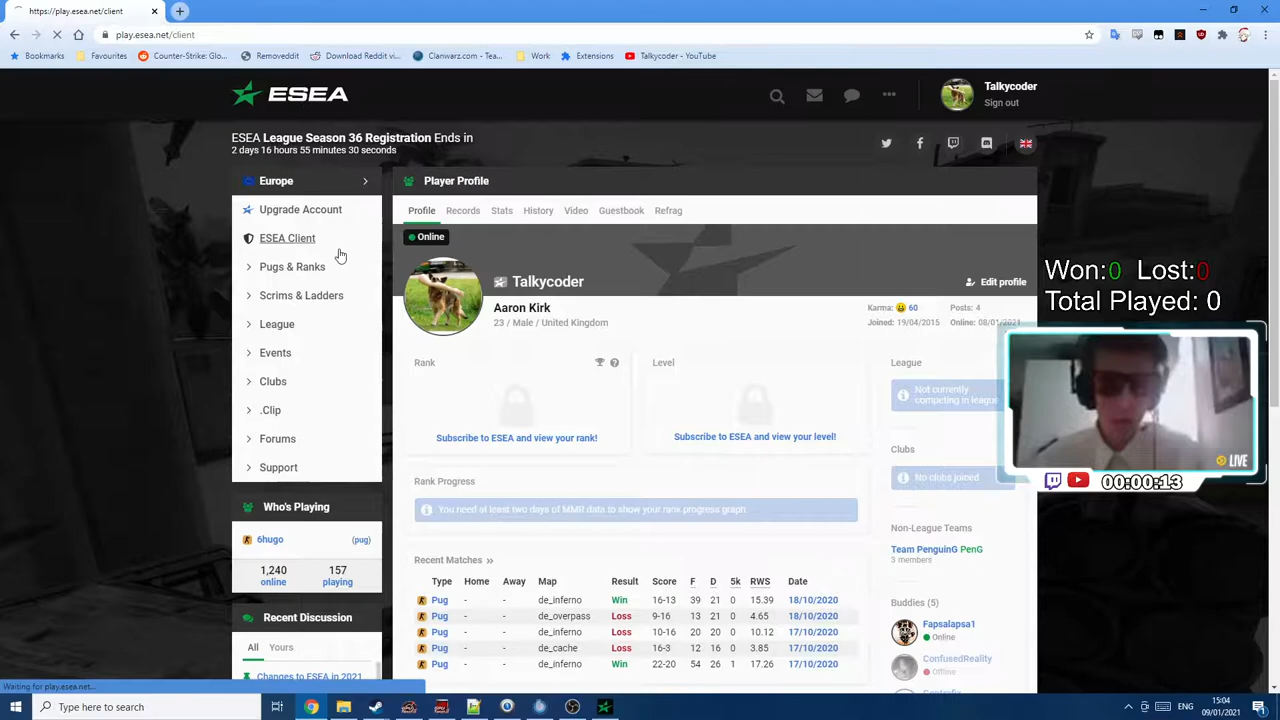 https://play.esea.net/client
play.esea.net/client
Bookmarks
Favourites
Counter-Strike: Glo...
Removeddit
Download Reddit vi...
Clanwarz.com - Tea...
Work
Extensions
Talkycoder - YouTube
ESEA
Talkycoder
Sign out
ESEA League Season 36 Registration Ends in
2 days 16 hours 55 minutes 30 seconds
Europe
Player Profile
Upgrade Account
ESEA Client
Pugs & Ranks
Scrims & Ladders
League
Events
Clubs
.Clip
Forums
Support
Profile Records Stats History Video Guestbook Refrag
Online
Talkycoder
Edit profile
Aaron Kirk
23 / Male / United Kingdom
Karma: 60 Posts: 4
Joined: 19/04/2015 Online: 08/01/2021
Rank
Subscribe to ESEA and view your rank!
Level
Subscribe to ESEA and view your level!
League
Not currently
competing in league
Clubs
No clubs joined
Rank Progress
You need at least two days of MMR data to show your rank progress graph.
Non-League Teams
Team PenguinG PenG
3 members
Recent Matches »
Type Home Away Map Result Score F D 5k RWS Date
Pug - - de_inferno Win 16-13 39 21 0 15.39 18/10/2020
Pug - - de_overpass Loss 9-16 13 21 0 4.65 18/10/2020
Pug - - de_inferno Loss 10-16 20 20 0 10.12 17/10/2020
Pug - - de_cache Loss 16-3 12 16 0 3.85 17/10/2020
Pug - - de_inferno Win 22-20 54 26 1 17.26 17/10/2020
Buddies (5)
Fapsalapsa1
Online
ConfusedReality
Offline
Who's Playing
6hugo (pug)
1,240 157
online playing
Recent Discussion
All Yours
Changes to ESEA in 2021
Won:0 Lost:0
Total Played: 0
LIVE
00:00:13
Waiting for play.esea.net...
Type here to search
ENG
15:04
09/01/2021
1